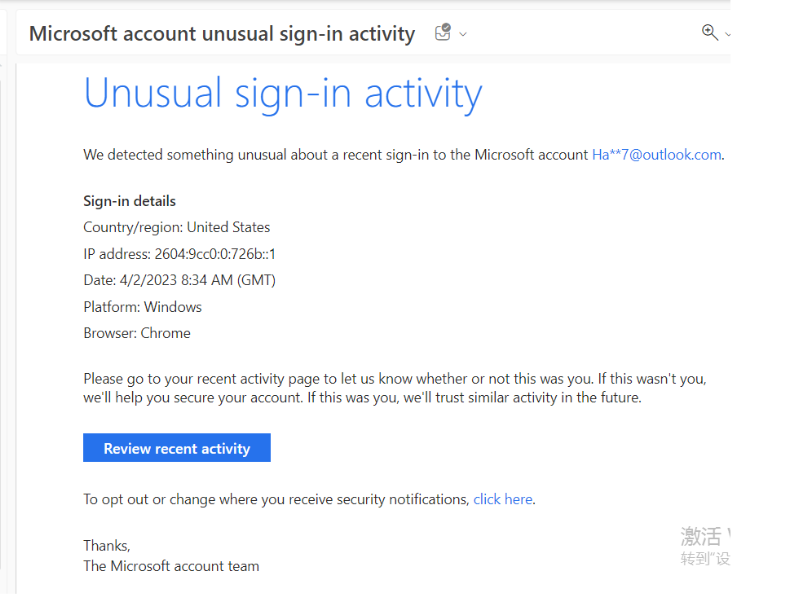 Microsoft account unusual sign-in activity
Unusual sign-in activity
We detected something unusual about a recent sign-in to the Microsoft account Ha**7@outlook.com.
Sign-in details
Country/region: United States
IP address: 2604:9cc0:0:726b::1
Date: 4/2/2023 8:34 AM (GMT)
Platform: Windows
Browser: Chrome
Please go to your recent activity page to let us know whether or not this was you. If this wasn't you,
we'll help you secure your account. If this was you, we'll trust similar activity in the future.
Review recent activity
To opt out or change where you receive security notifications, click here.
Thanks,
The Microsoft account team
激活
转到"设